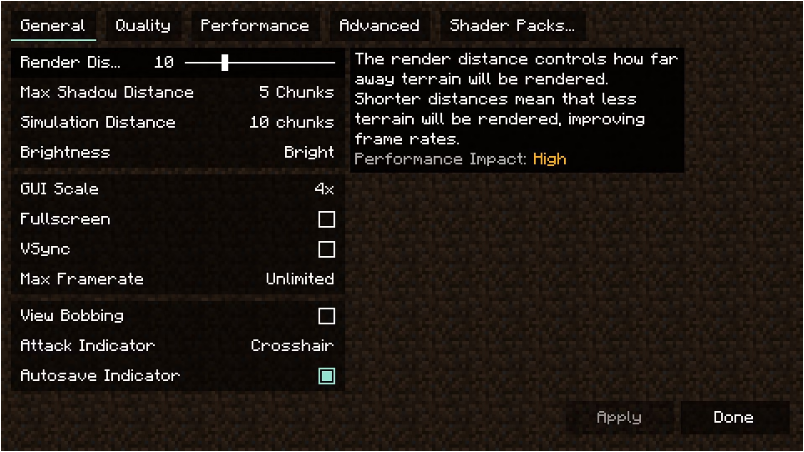 General Quality Performance Advanced Shader Packs...
Render Dis... 10
Max Shadow Distance 5 Chunks
Simulation Distance 10 chunks
Brightness Bright
GUI Scale 4x
Fullscreen
VSync
Max Framerate Unlimited
View Bobbing
Attack Indicator Crosshair
Autosave Indicator
The render distance controls how far
away terrain will be rendered.
Shorter distances mean that less
terrain will be rendered, improving
frame rates.
Performance Impact: High
Apply Done